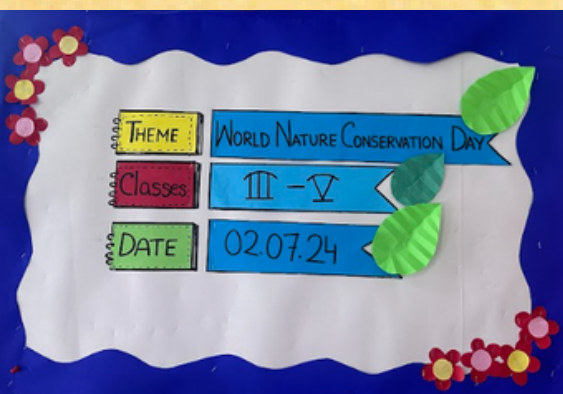 THEME WORLD NATURE CONSERVATION DAY
Classes III - V
DATE 02.07.24